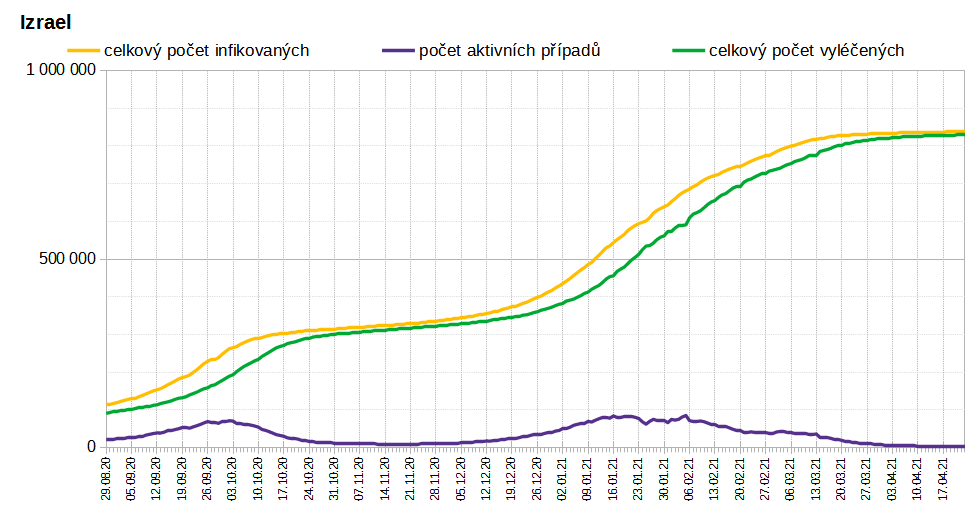 Izrael
celkový počet infikovaných počet aktivních případů celkový počet vyléčených
1 000 000
500 000
0
29.08.20 05.09.20 12.09.20 19.09.20 26.09.20 03.10.20 10.10.20 17.10.20 24.10.20 31.10.20 07.11.20 14.11.20 21.11.20 28.11.20 05.12.20 12.12.20 19.12.20 26.12.20 02.01.21 09.01.21 16.01.21 23.01.21 30.01.21 06.02.21 13.02.21 20.02.21 27.02.21 06.03.21 13.03.21 20.03.21 27.03.21 03.04.21 10.04.21 17.04.21